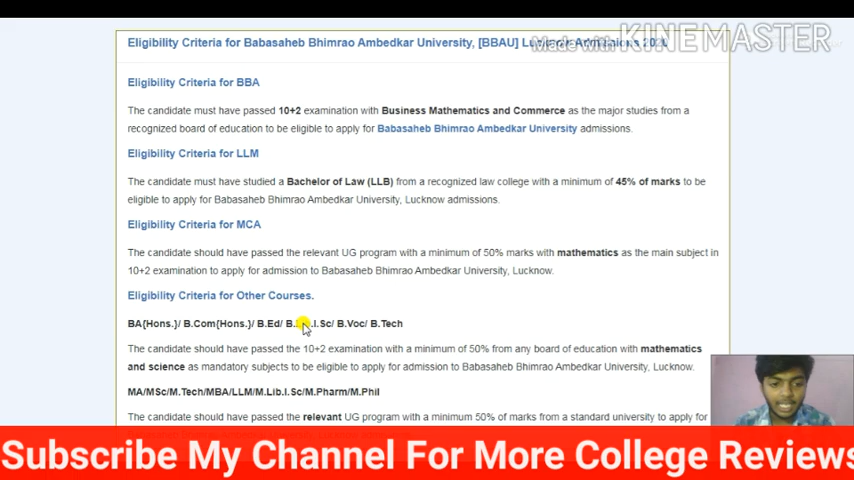 Eligibility Criteria for Babasaheb Bhimrao Ambedkar University, [BBAU] Admissions
Made with KINEMASTER
Eligibility Criteria for BBA
The candidate must have passed 10+2 examination with Business Mathematics and Commerce as the major studies from a
recognized board of education to be eligible to apply for Babasaheb Bhimrao Ambedkar University admissions.
Eligibility Criteria for LLM
The candidate must have studied a Bachelor of Law (LLB) from a recognized law college with a minimum of 45% of marks to be
eligible to apply for Babasaheb Bhimrao Ambedkar University, Lucknow admissions.
Eligibility Criteria for MCA
The candidate should have passed the relevant UG program with a minimum of 50% marks with mathematics as the main subject in
10+2 examination to apply for admission to Babasaheb Bhimrao Ambedkar University, Lucknow.
Eligibility Criteria for Other Courses.
BA{Hons.}/ B.Com{Hons.}/ B.Ed/ B.Voc/ B.Tech
The candidate should have passed the 10+2 examination with a minimum of 50% from any board of education with mathematics
and science as mandatory subjects to be eligible to apply for admission to Babasaheb Bhimrao Ambedkar University, Lucknow.
MA/MSc/M.Tech/MBA/LLM/M.Lib.I.Sc/M.Pharm/M.Phil
The candidate should have passed the relevant UG program with a minimum 50% of marks from a standard university to apply for
Subscribe My Channel For More College Reviews